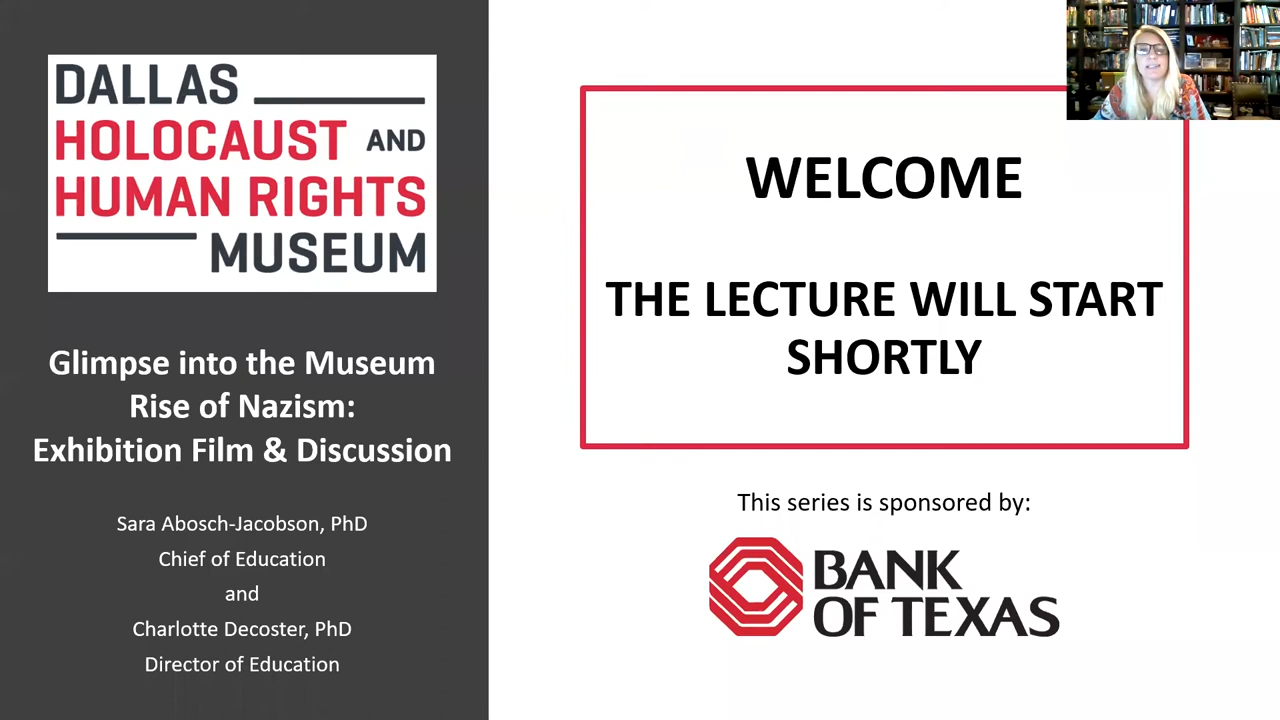 DALLAS
HOLOCAUST AND
HUMAN RIGHTS
MUSEUM
Glimpse into the Museum
Rise of Nazism:
Exhibition Film & Discussion
Sara Abosch-Jacobson, PhD
Chief of Education
and
Charlotte Decoster, PhD
Director of Education
WELCOME
THE LECTURE WILL START
SHORTLY
This series is sponsored by:
BANK
OF TEXAS